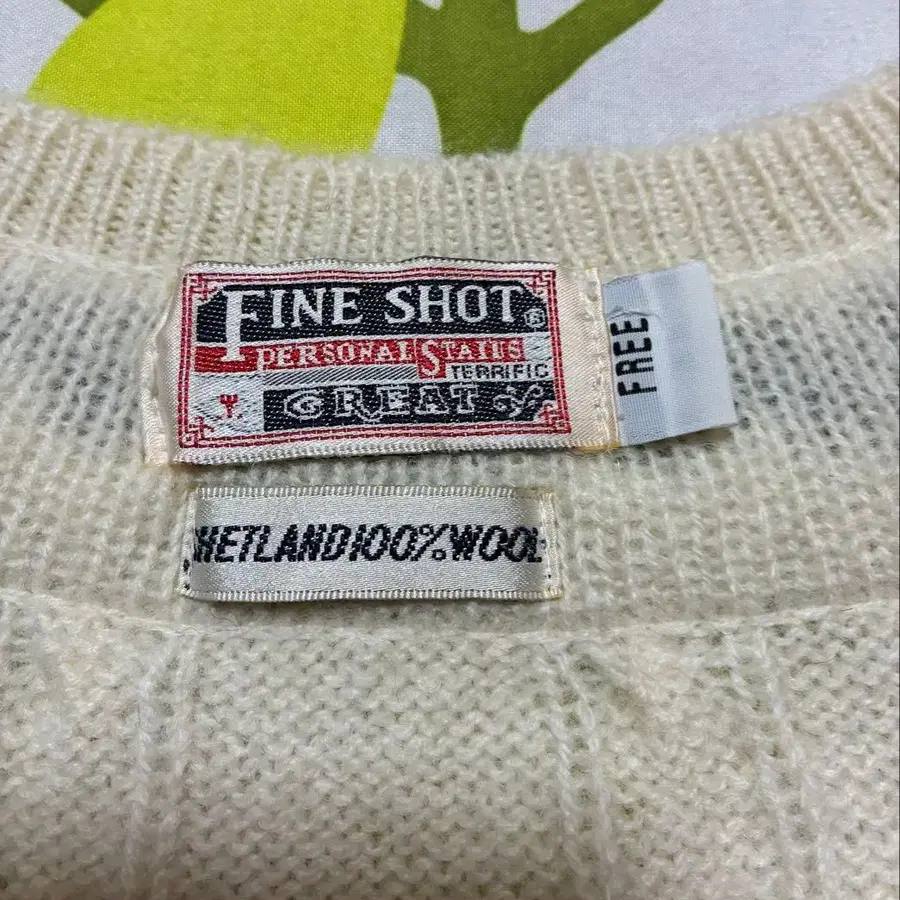 FINE SHOT®
PERSONAL STATUS
TERRIFIC
GREAT
FREE
SHETLAND100%WOOL